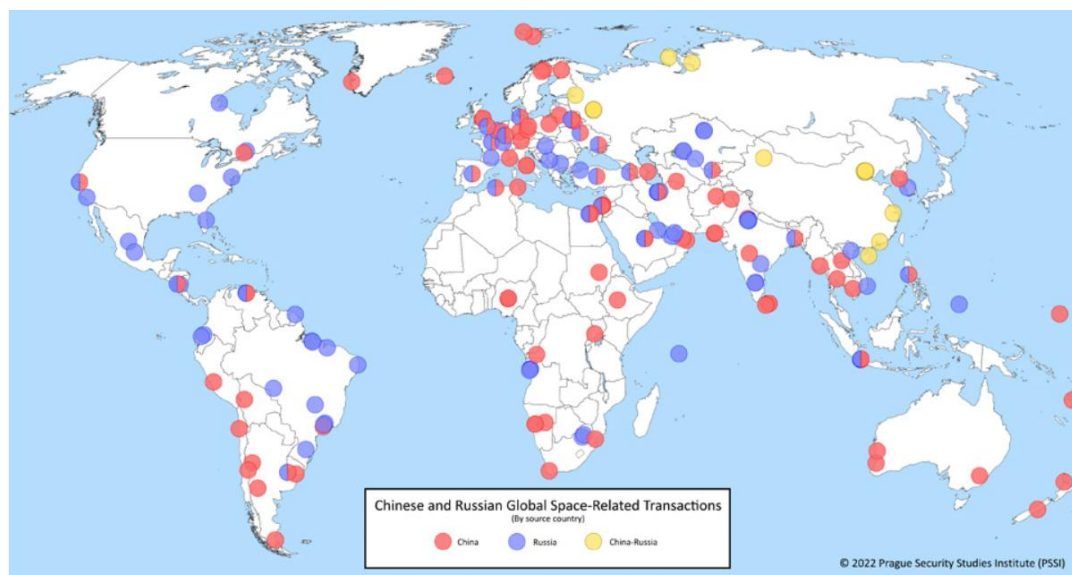 Chinese and Russian Global Space-Related Transactions
(By source country)
China Russia China-Russia
© 2022 Prague Security Studies Institute (PSSI)